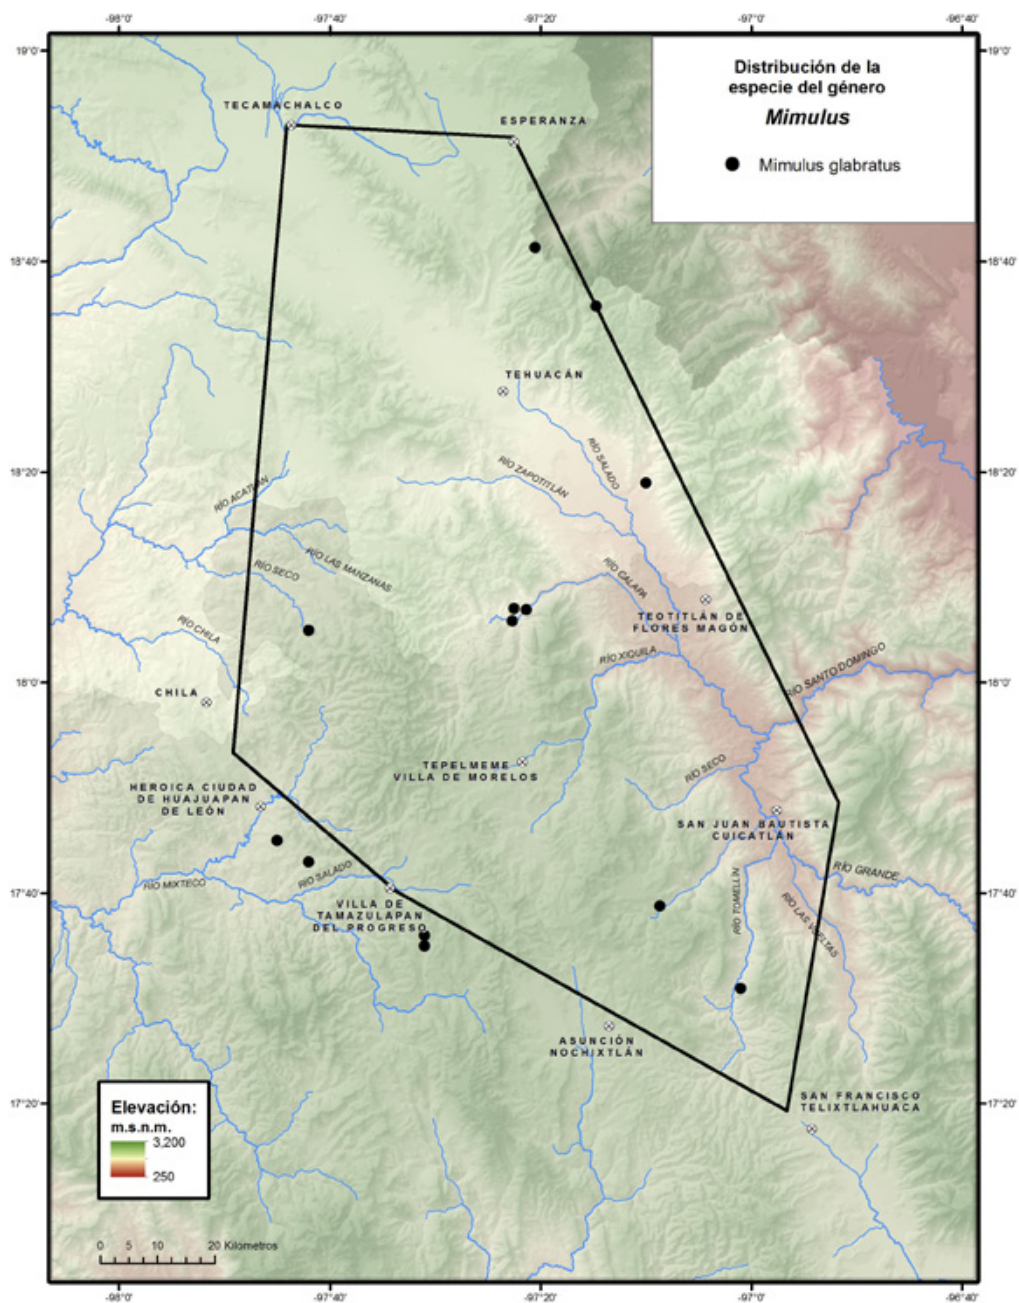 -98°0'
-97°40'
-97°20'
-97°0'
-96°40'
19°0'
19°0'
Distribución de la
especie del género
Mimulus
Mimulus glabratus
TECAMACHALCO
ESPERANZA
18°40'
18°40'
TEHUACÁN
RÍO SALADO
RÍO ZAPOTITLÁN
18°20'
18°20'
RÍO ACATLÁN
RÍO LAS MANZANAS
RÍO SECO
RÍO CALAPA
TEOTITLÁN DE
FLORES MAGÓN
RÍO CHILA
RÍO XIQUILA
RÍO SANTO DOMINGO
18°0'
18°0'
CHILA
TEPELMEME
VILLA DE MORELOS
RÍO SECO
HEROICA CIUDAD
DE HUAJUAPAN
DE LEÓN
SAN JUAN BAUTISTA
CUICATLÁN
RÍO GRANDE
RÍO MIXTECO
RÍO SALADO
17°40'
17°40'
VILLA DE
TAMAZULAPAN
DEL PROGRESO
RÍO TOMELLÍN
RÍO LAS VUELTAS
ASUNCIÓN
NOCHIXTLÁN
SAN FRANCISCO
TELIXTLAHUACA
17°20'
17°20'
Elevación:
m.s.n.m.
3,200
250
0 5 10 20 Kilómetros
-98°0'
-97°40'
-97°20'
-97°0'
-96°40'